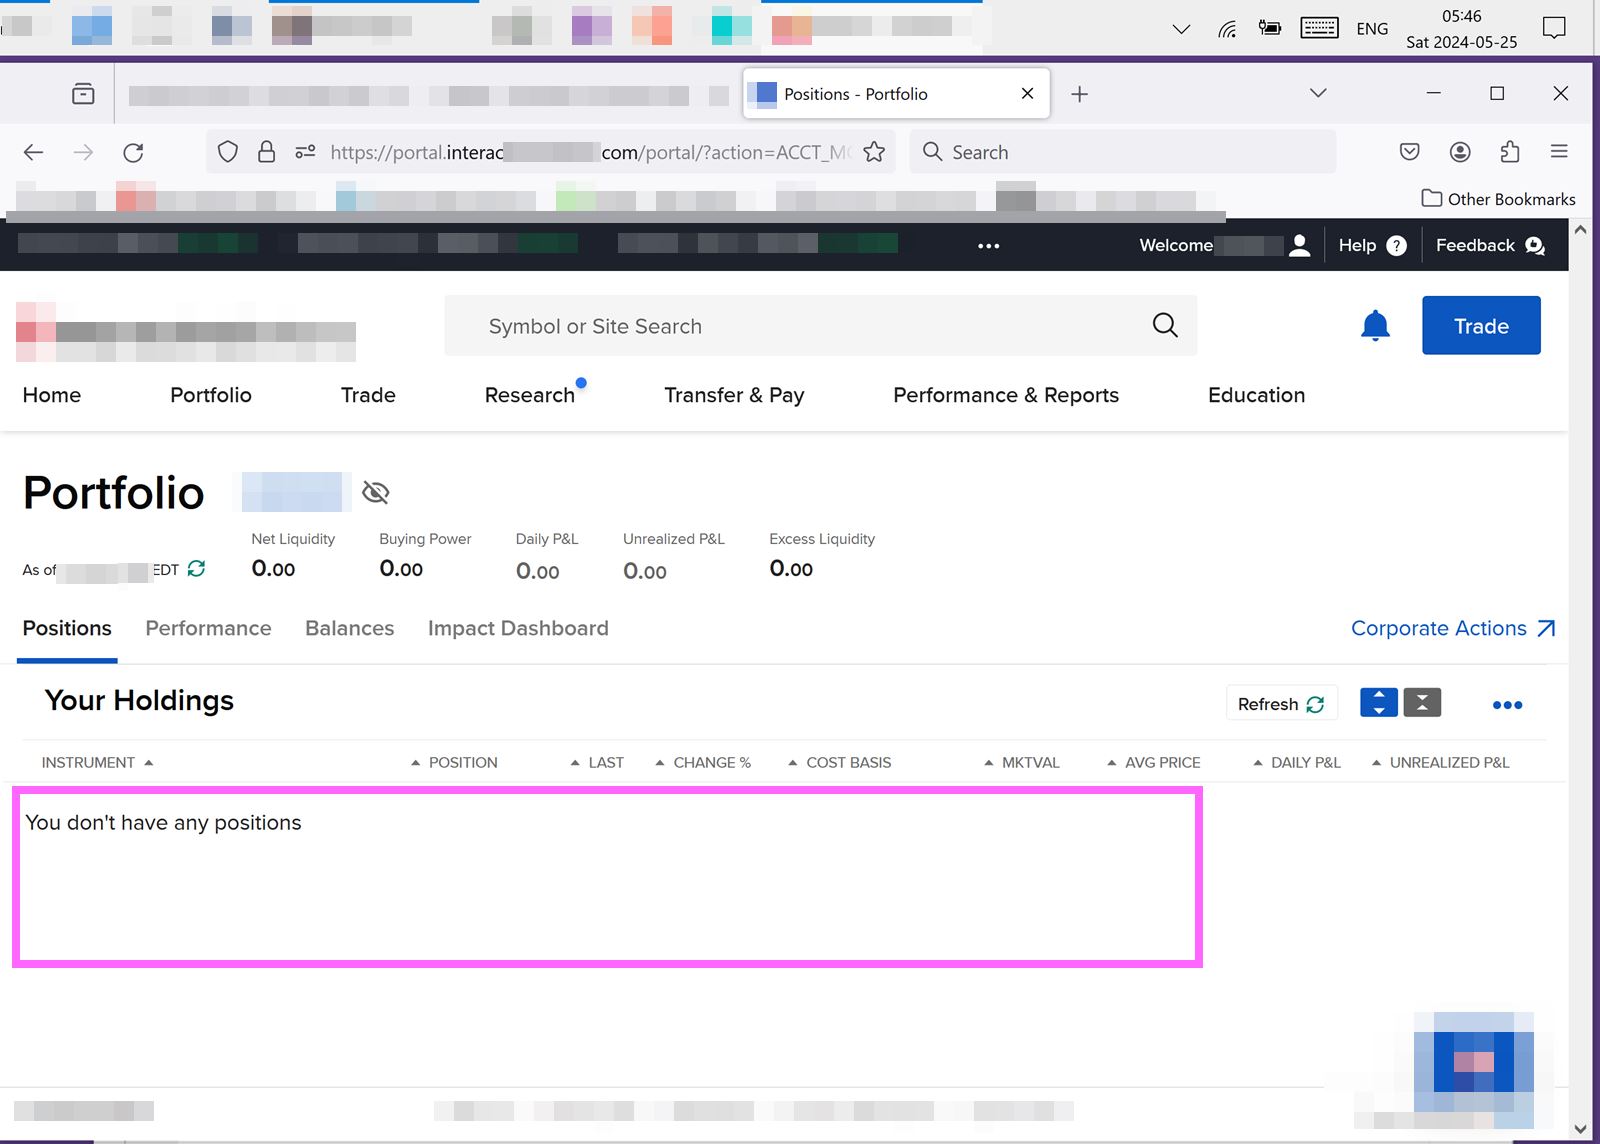 05:46
ENG
Sat 2024-05-25
Positions - Portfolio
https://portal.interac
com/portal/?action=ACCT_M
Search
Other Bookmarks
Welcome
Help ?
Feedback
Symbol or Site Search
Trade
Home
Portfolio
Trade
Research
Transfer & Pay
Performance & Reports
Education
Portfolio
Net Liquidity
Buying Power
Daily P&L
Unrealized P&L
Excess Liquidity
As of
EDT
0.00
0.00
0.00
0.00
0.00
Positions
Performance
Balances
Impact Dashboard
Corporate Actions
Your Holdings
Refresh
INSTRUMENT
POSITION
LAST
CHANGE %
COST BASIS
MKTVAL
AVG PRICE
DAILY P&L
UNREALIZED P&L
You don't have any positions